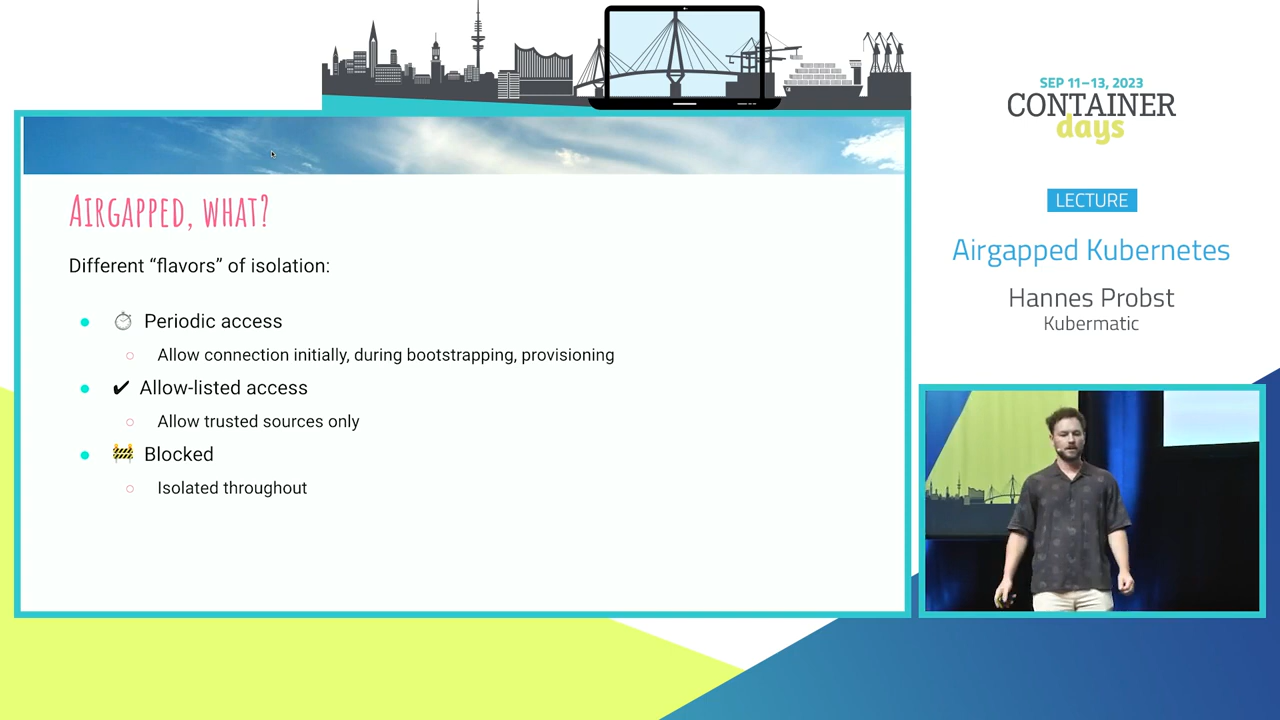 AIRGAPPED, WHAT?
Different “flavors” of isolation:
Periodic access
Allow connection initially, during bootstrapping, provisioning
Allow-listed access
Allow trusted sources only
Blocked
Isolated throughout
SEP 11–13, 2023
CONTAINER
days
LECTURE
Airgapped Kubernetes
Hannes Probst
Kubermatic